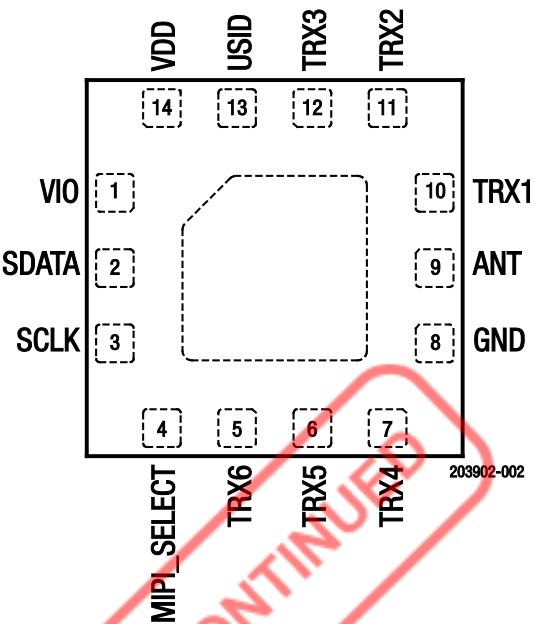 VDD
USID
TRX3
TRX2
14
13
12
11
VIO
1
10
TRX1
SDATA
2
9
ANT
SCLK
3
8
GND
4
5
6
7
MIPI_SELECT
TRX6
TRX5
TRX4
203902-002
ONTINUED